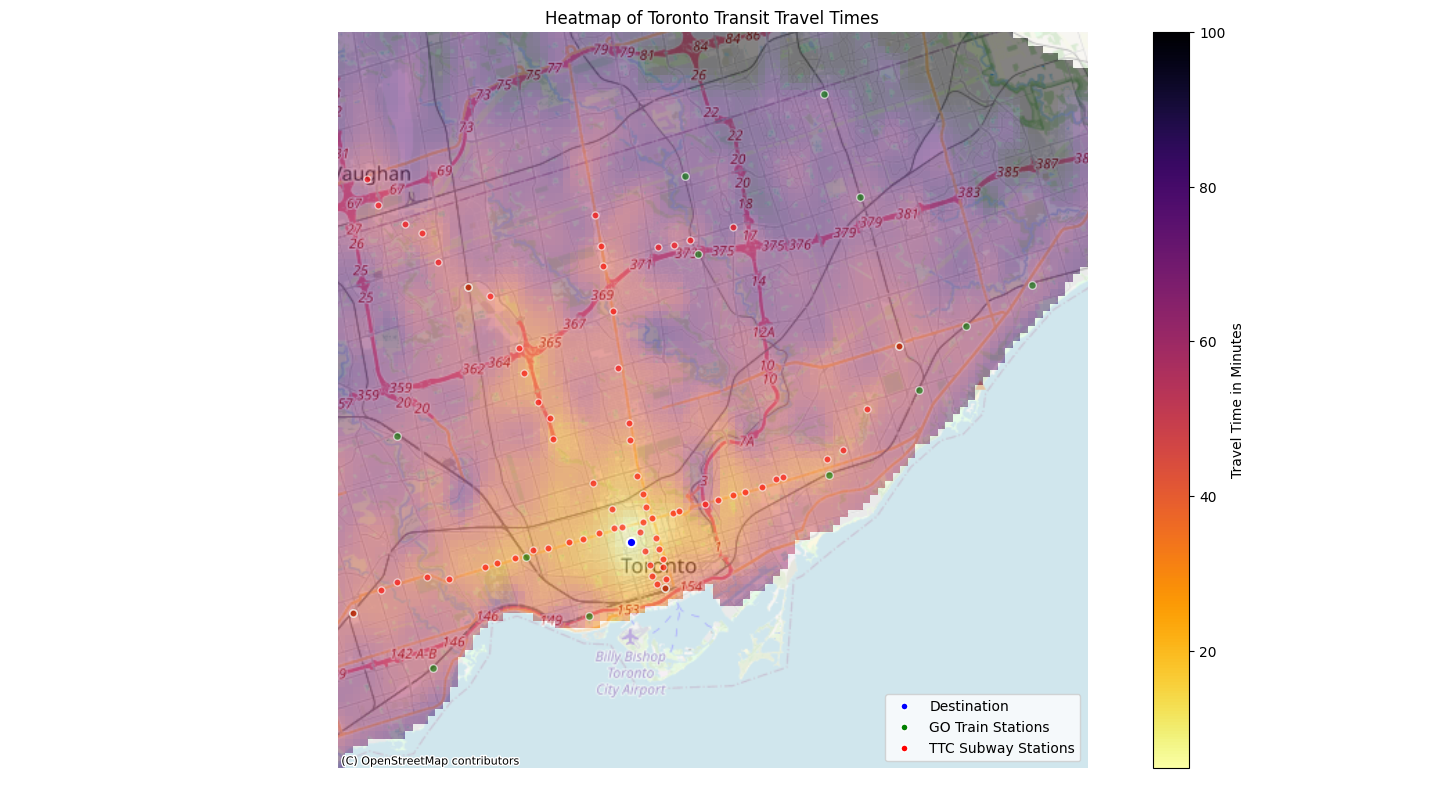 Heatmap of Toronto Transit Travel Times
79 79 81 84 84 86
77
75
75
73
26
73
22
22
20
20
69
Vaughan
67
67
18
27
26
17
375 375 376 379 379 381 383 385 387
371
25
25
14
369
367
12A
365
364
362
359 359
10
10
20 20
7A
3
1
Toronto
154
153
149
146
146
142 A-B
Billy Bishop
Toronto
City Airport
Destination
GO Train Stations
TTC Subway Stations
(C) OpenStreetMap contributors
100
80
60
40
20
Travel Time in Minutes